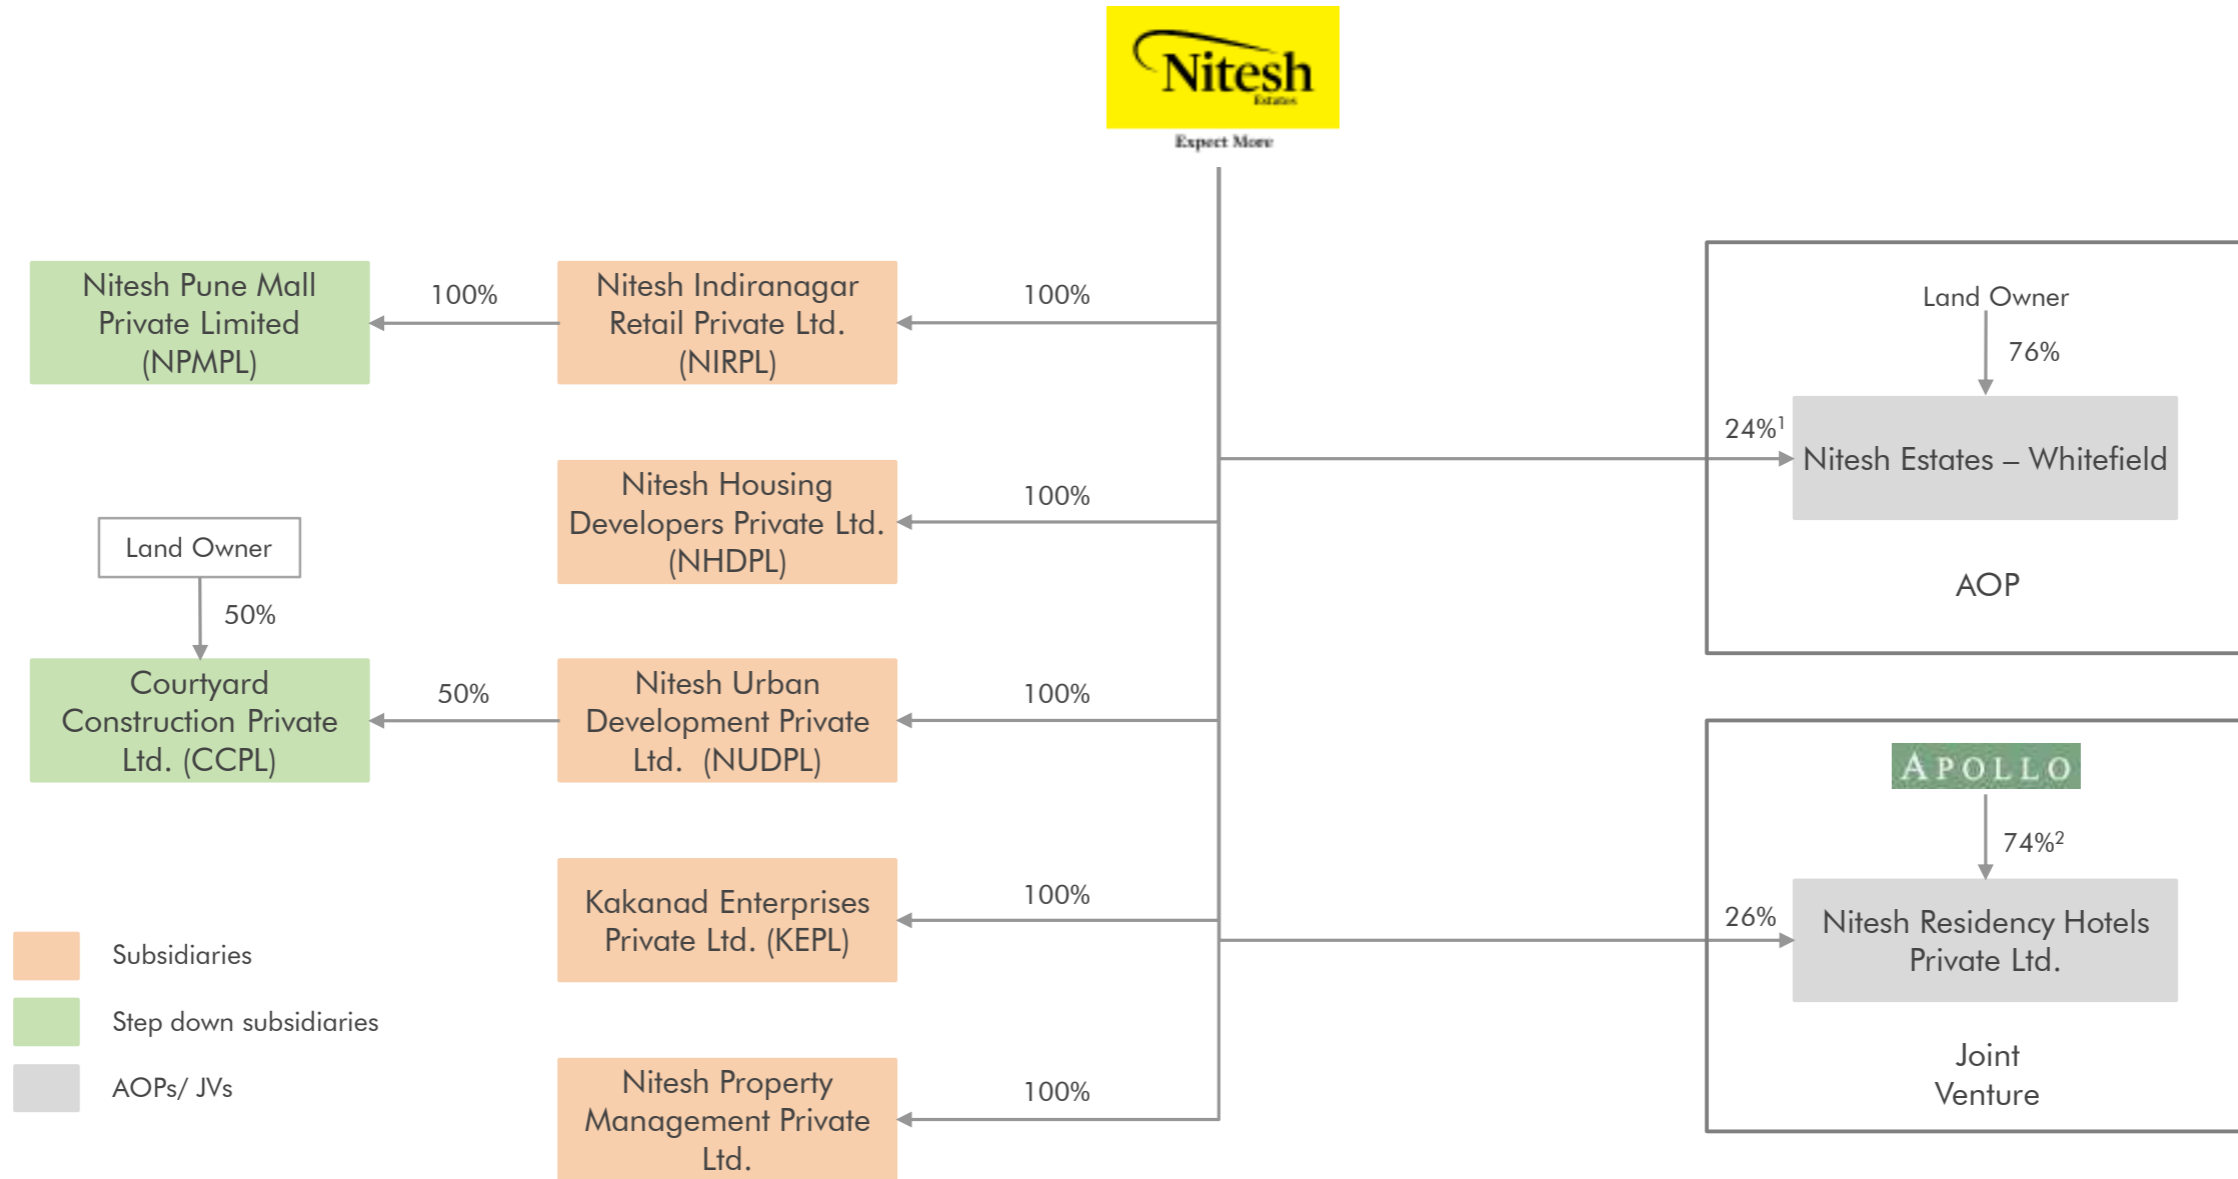 Nitesh
Estates
Expect More
Nitesh Pune Mall
Private Limited
(NPMPL)
100%
Nitesh Indiranagar
Retail Private Ltd.
(NIRPL)
100%
Land Owner
76%
24%¹
Nitesh Estates – Whitefield
AOP
Nitesh Housing
Developers Private Ltd.
(NHDPL)
100%
Land Owner
50%
Courtyard
Construction Private
Ltd. (CCPL)
50%
Nitesh Urban
Development Private
Ltd. (NUDPL)
100%
APOLLO
74%²
26%
Nitesh Residency Hotels
Private Ltd.
Joint
Venture
Kakanad Enterprises
Private Ltd. (KEPL)
100%
Nitesh Property
Management Private
Ltd.
100%
Subsidiaries
Step down subsidiaries
AOPs/ JVs